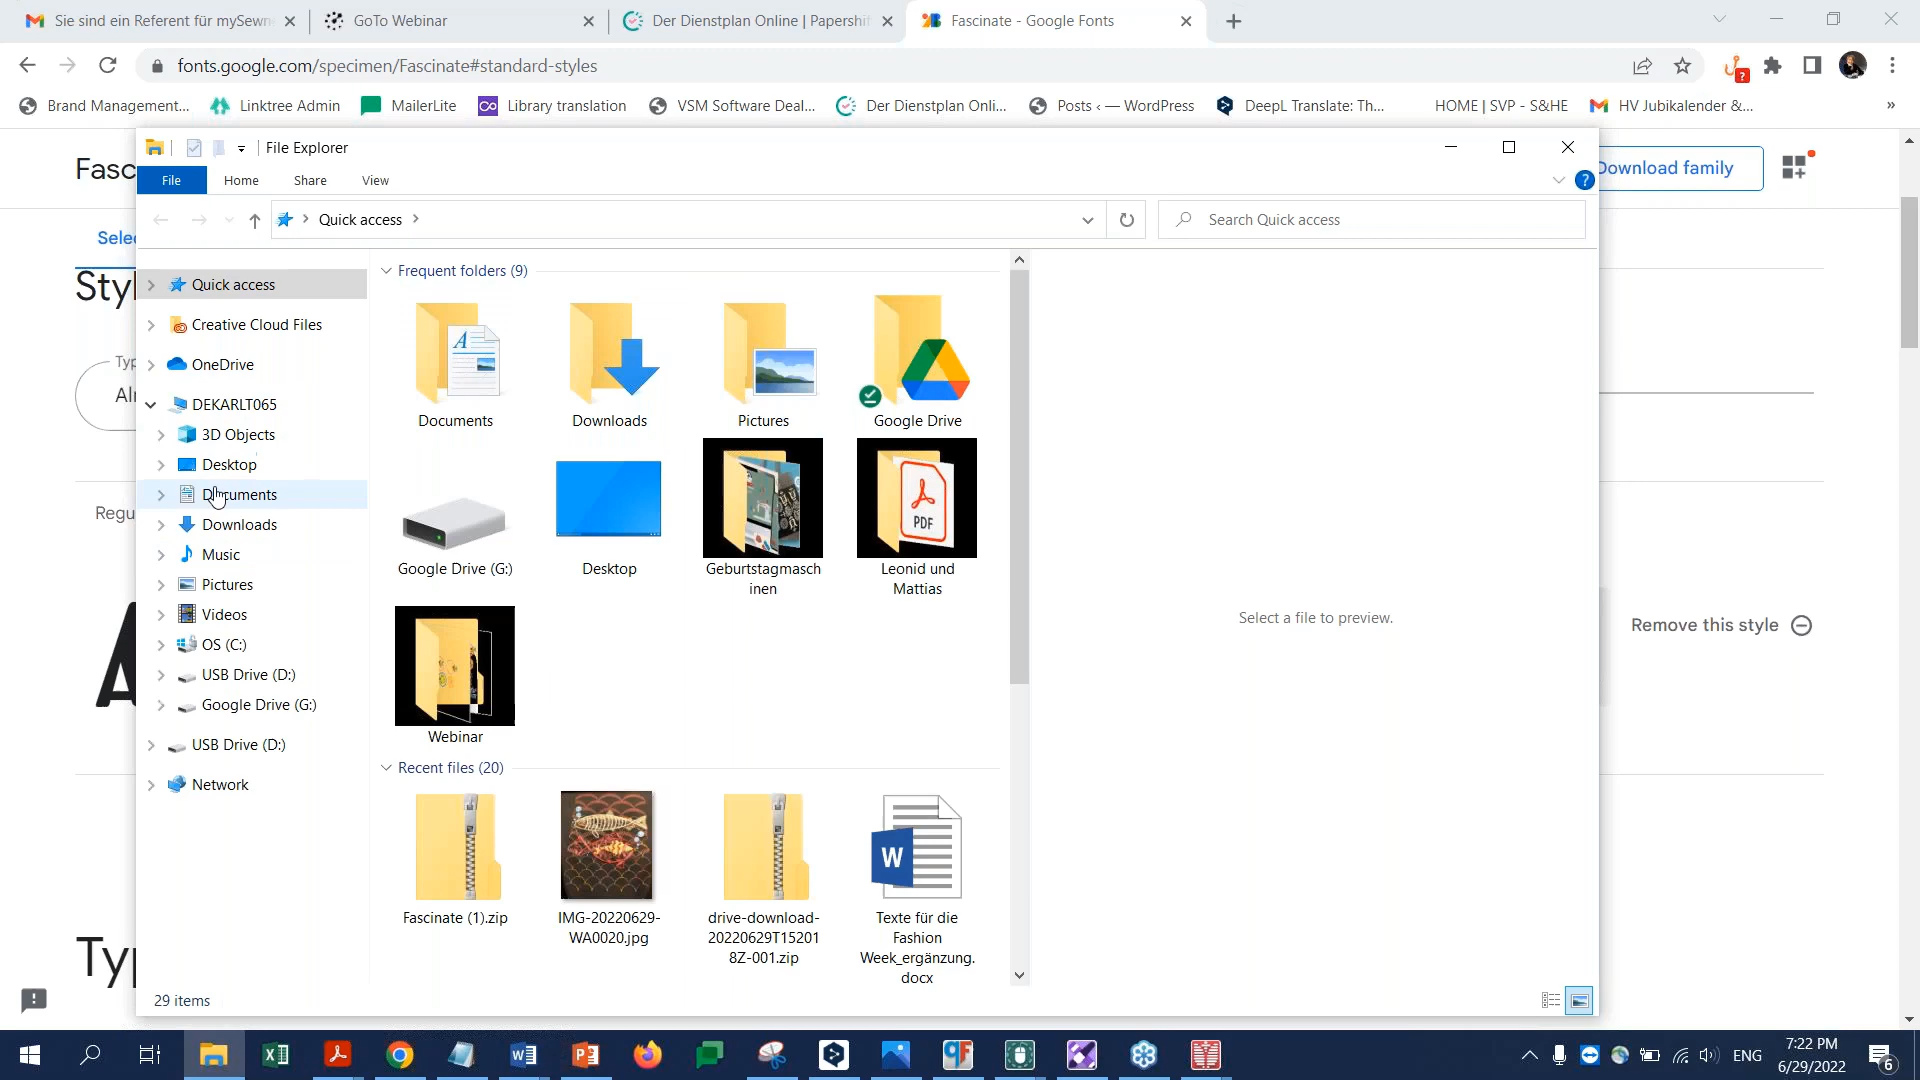 Sie sind ein Referent für mySewn
GoTo Webinar
Der Dienstplan Online | Papershif
Fascinate - Google Fonts
fonts.google.com/specimen/Fascinate#standard-styles
Brand Management...
Linktree Admin
MailerLite
Library translation
VSM Software Deal...
Der Dienstplan Onli...
Posts ‹ — WordPress
DeepL Translate: Th...
HOME | SVP - S&HE
HV Jubikalender &...
»
File Explorer
Fasc
Download family
File
Home
Share
View
Quick access
Search Quick access
Selec
Styl
Typ
Alm
Regu
A
Typ
Quick access
Creative Cloud Files
OneDrive
DEKARLT065
3D Objects
Desktop
Documents
Downloads
Music
Pictures
Videos
OS (C:)
USB Drive (D:)
Google Drive (G:)
USB Drive (D:)
Network
Frequent folders (9)
Documents
Downloads
Pictures
Google Drive
Google Drive (G:)
Desktop
Geburtstagmasch
inen
PDF
Leonid und
Mattias
Webinar
Recent files (20)
Fascinate (1).zip
IMG-20220629-
WA0020.jpg
drive-download-
20220629T15201
8Z-001.zip
Texte für die
Fashion
Week_ergänzung.
docx
Select a file to preview.
Remove this style
29 items
ENG
7:22 PM
6/29/2022
6